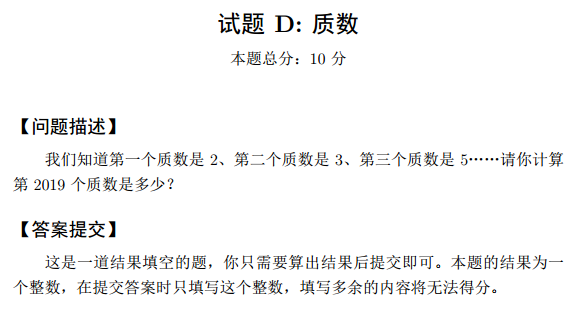 试题 D: 质数
本题总分：10 分
【问题描述】
我们知道第一个质数是 2、第二个质数是 3、第三个质数是 5……请你计算
第 2019 个质数是多少？
【答案提交】
这是一道结果填空的题，你只需要算出结果后提交即可。本题的结果为一
个整数，在提交答案时只填写这个整数，填写多余的内容将无法得分。